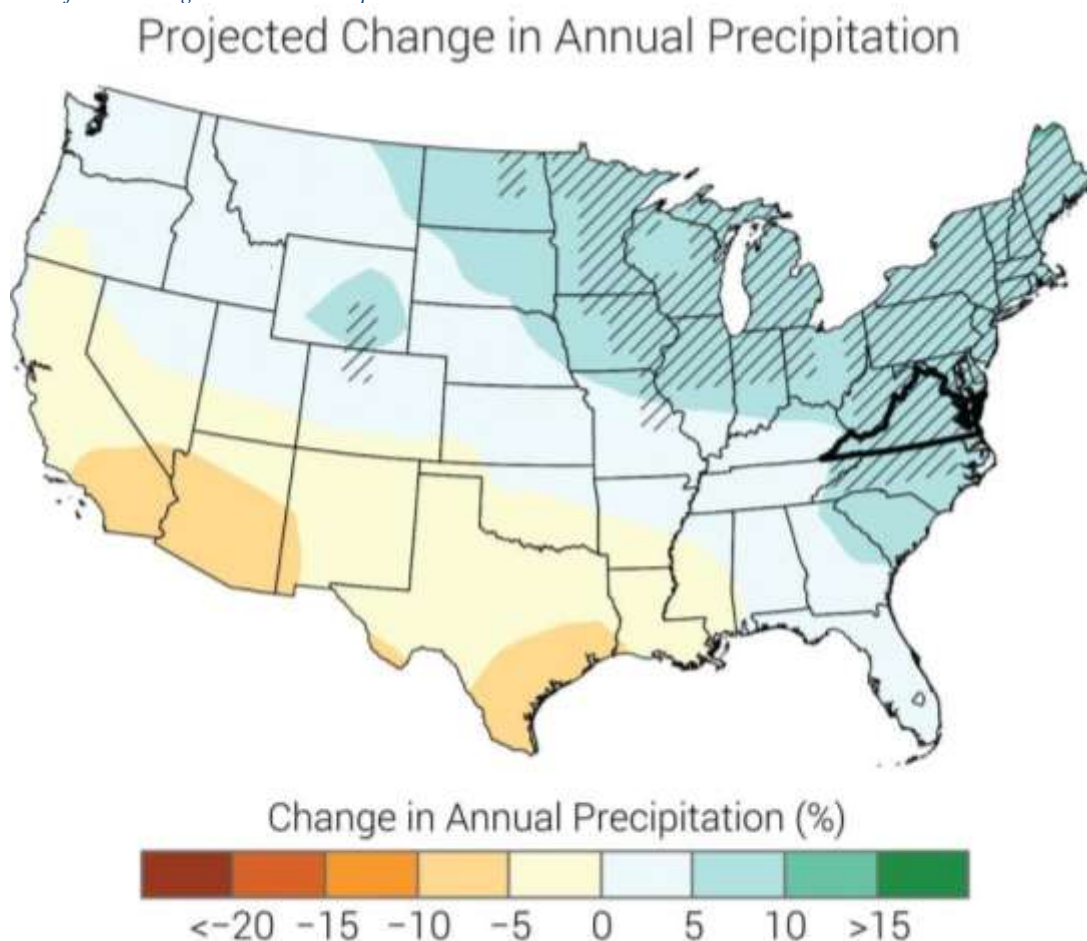 Projected Change in Annual Precipitation
Change in Annual Precipitation (%)
<−20 −15 −10 −5 0 5 10 >15